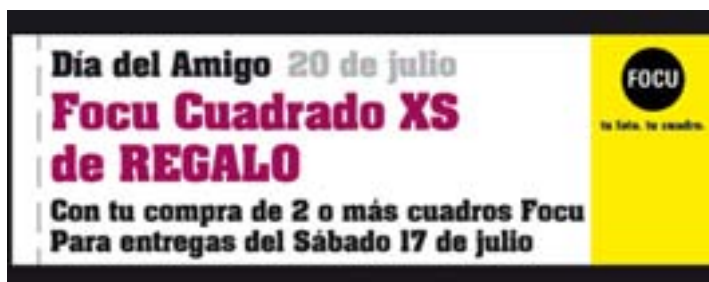 Día del Amigo 20 de julio
Focu Cuadrado XS
de REGALO
Con tu compra de 2 o más cuadros Focu
Para entregas del Sábado 17 de julio
FOCU
tu foto. tu cuadro.